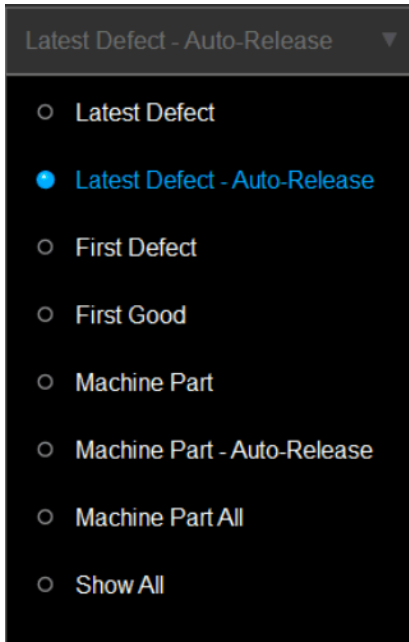 Latest Defect - Auto-Release
Latest Defect
Latest Defect - Auto-Release
First Defect
First Good
Machine Part
Machine Part - Auto-Release
Machine Part All
Show All